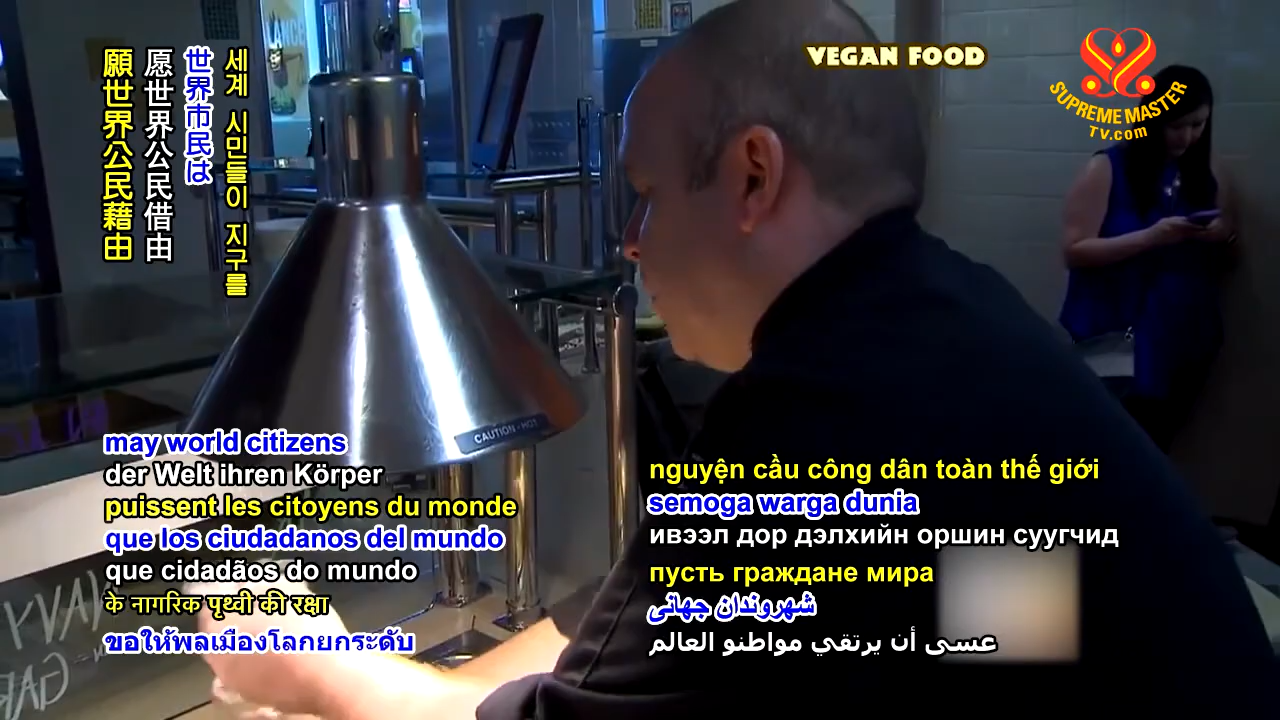 VEGAN FOOD
SUPREME MASTER
TV.com
세계 시민들이 지구를
世界市民は
愿世界公民借由
願世界公民藉由
CAUTION-HOT
may world citizens
der Welt ihren Körper
puissent les citoyens du monde
que los ciudadanos del mundo
que cidadãos do mundo
के नागरिक पृथ्वी की रक्षा
ขอให้พลเมืองโลกยกระดับ
nguyện cầu công dân toàn thế giới
semoga warga dunia
ивээл дор дэлхийн оршин суугчид
пусть граждане мира
شهروندان جهانی
عسى أن يرتقي مواطنو العالم